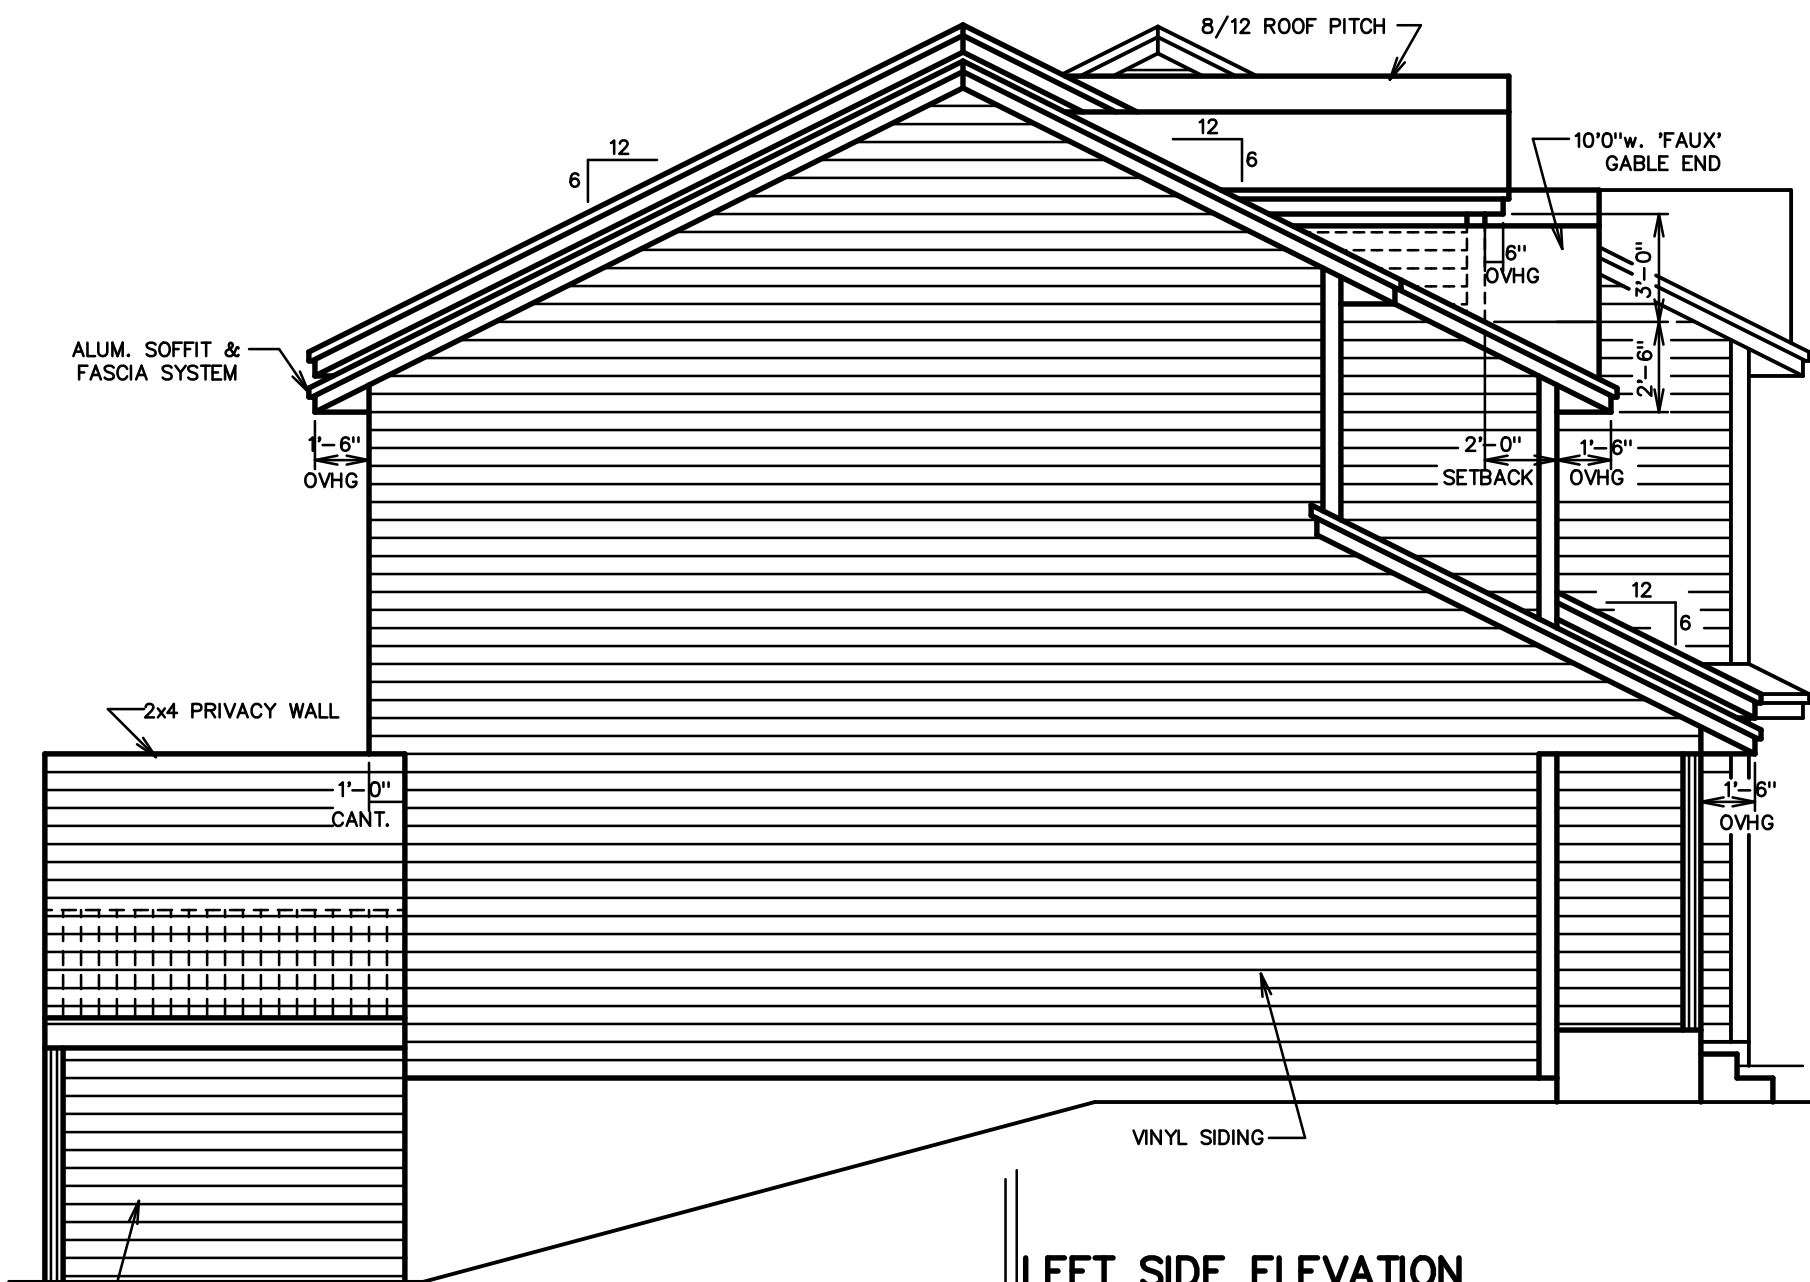 8/12 ROOF PITCH
12
6
12
6
10'0"w. 'FAUX'
GABLE END
3'-0"
6"
OVHG
2'-6"
ALUM. SOFFIT &
FASCIA SYSTEM
1'-6"
OVHG
2'-0"
SETBACK
1'-6"
OVHG
12
6
2x4 PRIVACY WALL
1'-0"
CANT.
1'-6"
OVHG
VINYL SIDING
LEFT SIDE ELEVATION